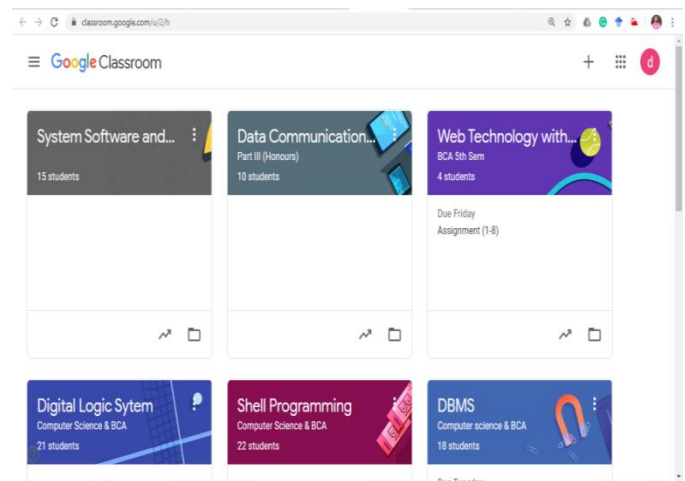 classroom.google.com/u/2/h
Google Classroom
d
System Software and...
15 students
Data Communication...
Part III (Honours)
10 students
Web Technology with...
BCA 5th Sem
4 students
Due Friday
Assignment (1-8)
Digital Logic Sytem
Computer Science & BCA
21 students
Shell Programming
Computer Science & BCA
22 students
DBMS
Computer science & BCA
18 students
Due Tuesday